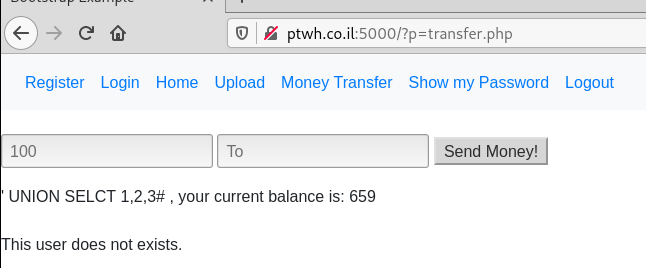 Bootstrap Example
ptwh.co.il:5000/?p=transfer.php
Register Login Home Upload Money Transfer Show my Password Logout
100 To Send Money!
' UNION SELCT 1,2,3# , your current balance is: 659
This user does not exists.